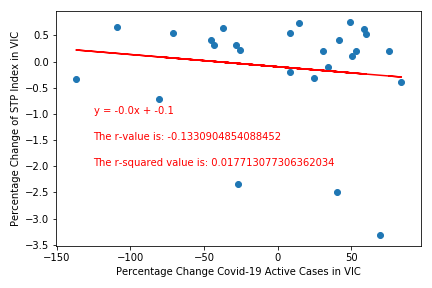 Percentage Change of STP Index in VIC
0.5
0.0
−0.5
−1.0
−1.5
−2.0
−2.5
−3.0
−3.5
y = -0.0x + -0.1
The r-value is: -0.1330904854088452
The r-squared value is: 0.017713077306362034
−150 −100 −50 0 50
Percentage Change Covid-19 Active Cases in VIC